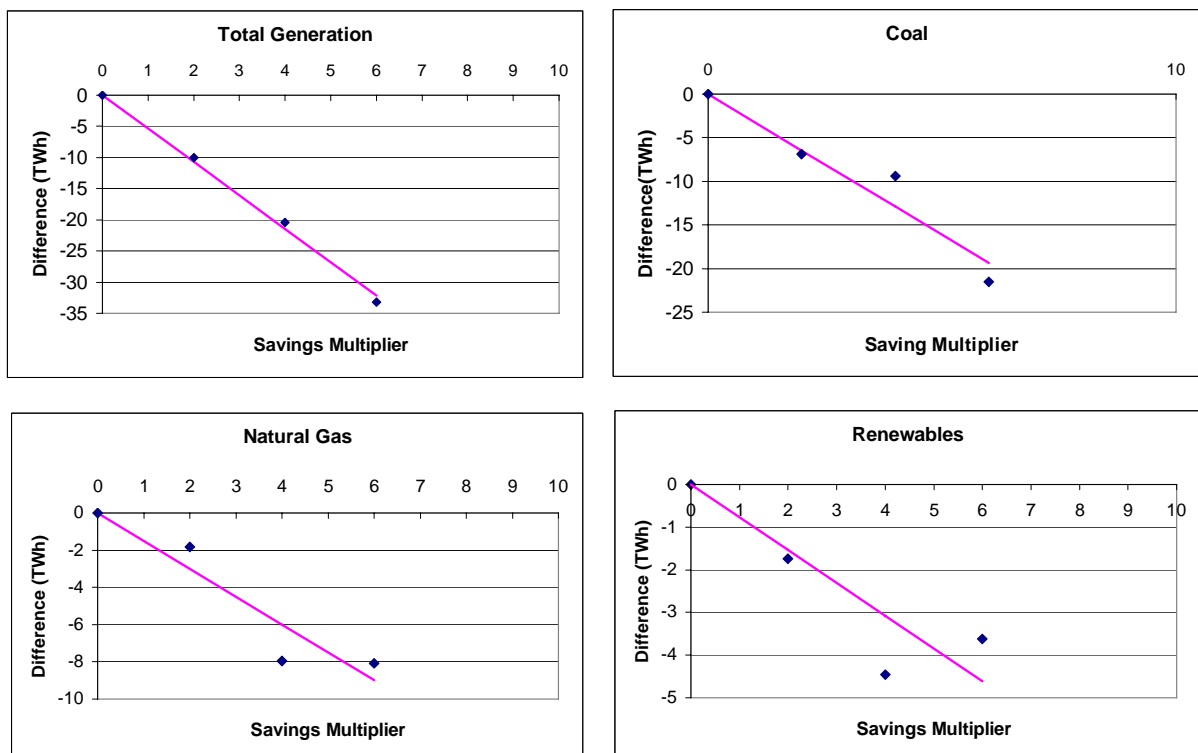 Total Generation
0 1 2 3 4 5 6 7 8 9 10
0
-5
-10
-15
-20
-25
-30
-35
Difference (TWh)
Savings Multiplier
Coal
0 10
0
-5
-10
-15
-20
-25
Difference(TWh)
Saving Multiplier
Natural Gas
0 1 2 3 4 5 6 7 8 9 10
0
-2
-4
-6
-8
-10
Difference (TWh)
Savings Multiplier
Renewables
0
0 1 2 3 4 5 6 7 8 9 10
-1
-2
-3
-4
-5
Difference (TWh)
Savings Multiplier